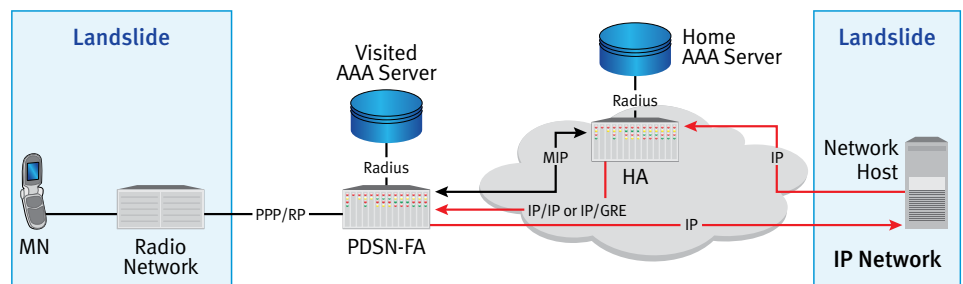 Landslide
Visited
AAA Server
Home
AAA Server
Landslide
Radius
Radius
MIP
HA
IP
Network
Host
MN
Radio
Network
PPP/RP
PDSN-FA
IP/IP or IP/GRE
IP
IP Network